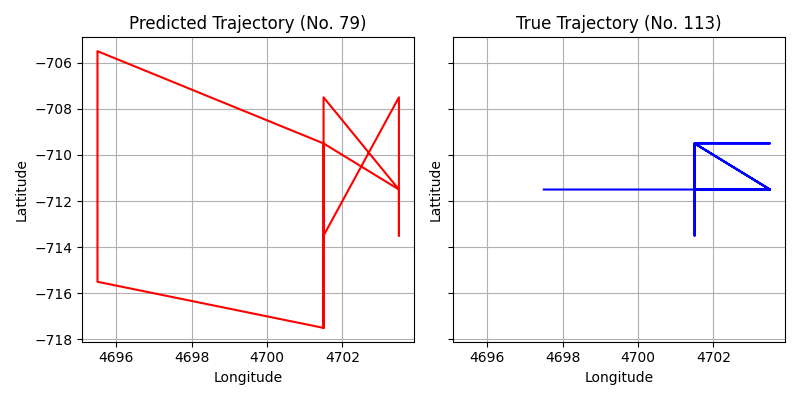 Predicted Trajectory (No. 79)
True Trajectory (No. 113)
−706
−708
−710
−712
−714
−716
−718
Lattitude
Lattitude
4696 4698 4700 4702
4696 4698 4700 4702
Longitude
Longitude